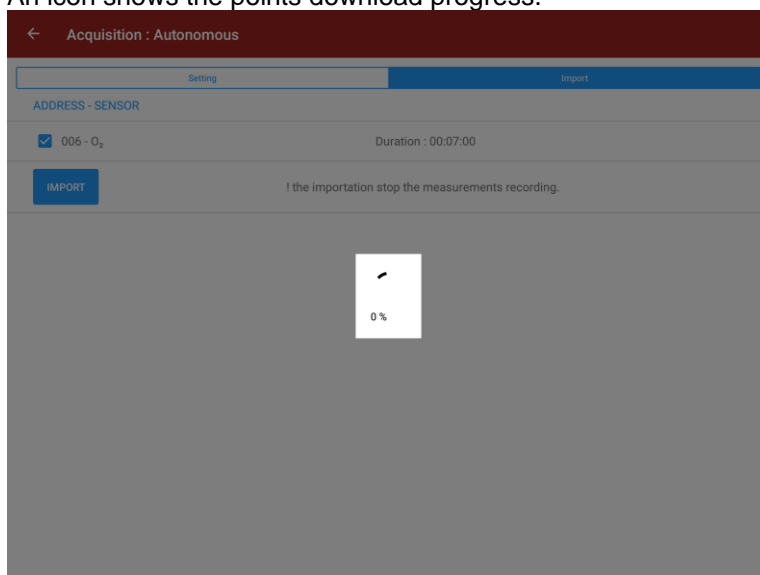 An icon shows the points download progress.
Acquisition : Autonomous
Setting Import
ADDRESS - SENSOR
006 - O₂ Duration : 00:07:00
IMPORT ! the importation stop the measurements recording.
0 %